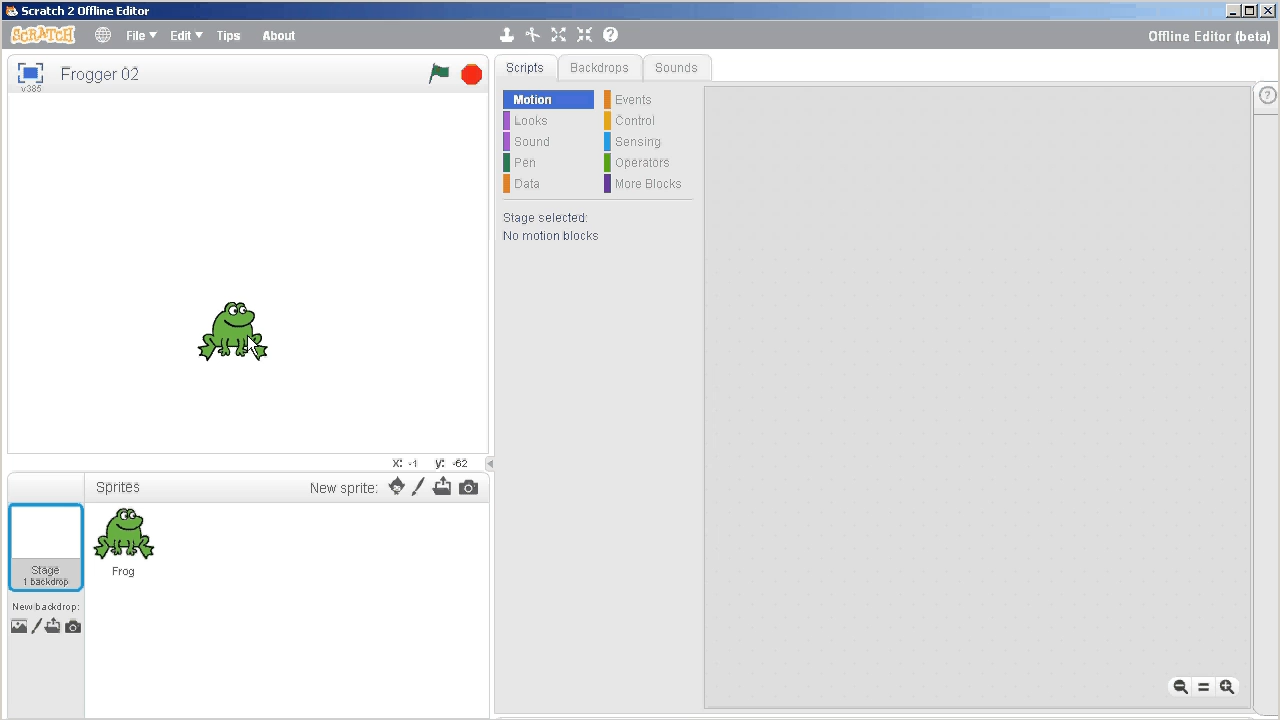 Scratch 2 Offline Editor
SCRATCH File Edit Tips About Offline Editor (beta)
v385 Frogger 02
Scripts Backdrops Sounds
Motion Events
Looks Control
Sound Sensing
Pen Operators
Data More Blocks
Stage selected:
No motion blocks
X: -1 y: -62
Sprites New sprite:
Stage
1 backdrop
Frog
New backdrop: